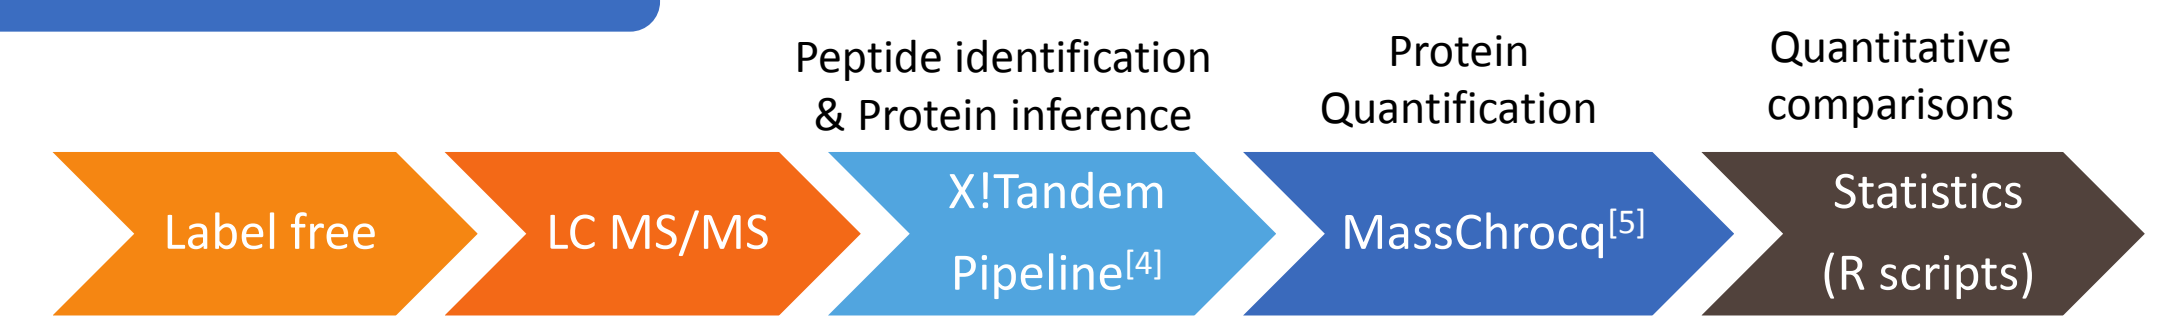 Peptide identification
& Protein inference
Protein
Quantification
Quantitative
comparisons
Label free
LC MS/MS
X!Tandem
Pipeline[4]
MassChrocq[5]
Statistics
(R scripts)